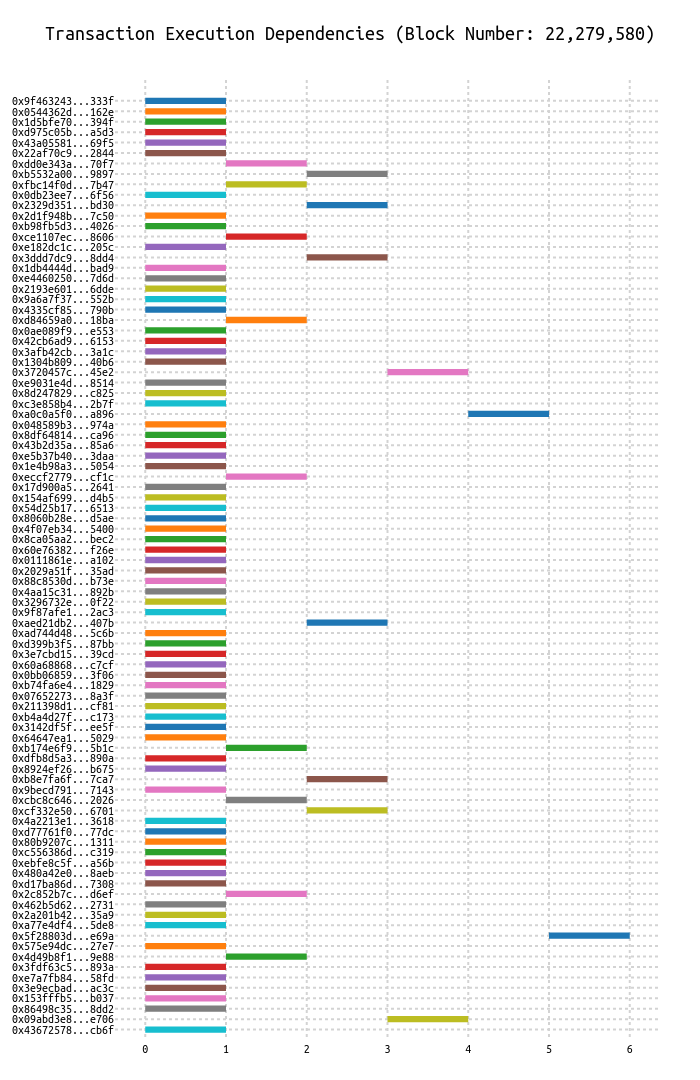 Transaction Execution Dependencies (Block Number: 22,279,580)
0x9f463243...333f
0x0544362d...162e
0x1d5bfe70...394f
0xd975c05b...a5d3
0x43a05581...69f5
0x22af70c9...2844
0xdd0e343a...70f7
0xb5532a00...9897
0xfbc14f0d...7b47
0x0db23ee7...6f56
0x2329d351...bd30
0x2d1f948b...7c50
0xb98fb5d3...4026
0xce1107ec...8606
0xe182dc1c...205c
0x3ddd7dc9...8dd4
0x1db4444d...bad9
0xe4460250...7d6d
0x2193e601...6dde
0x9a6a7f37...552b
0x4335cf85...790b
0xd84659a0...18ba
0x0ae089f9...e553
0x42cb6ad9...6153
0x3afb42cb...3a1c
0x1304b809...40b6
0x3720457c...45e2
0xe9031e4d...8514
0x8d247829...c825
0xc3e858b4...2b7f
0xa0c0a5f0...a896
0x048589b3...974a
0x8df64814...ca96
0x43b2d35a...85a6
0xe5b37b40...3daa
0x1e4b98a3...5054
0xeccf2779...cf1c
0x17d900a5...2641
0x154af699...d4b5
0x54d25b17...6513
0x8060b28e...d5ae
0x4f07eb34...5400
0x8ca05aa2...bec2
0x60e76382...f26e
0x0111861e...a102
0x2029a51f...35ad
0x88c8530d...b73e
0x4aa15c31...892b
0x3296732e...0f22
0x9f87afe1...2ac3
0xaed21db2...407b
0xad744d48...5c6b
0xd399b3f5...87bb
0x3e7cbd15...39cd
0x60a68868...c7cf
0x0bb06859...3f06
0xb74fa6e4...1829
0x07652273...8a3f
0x211398d1...cf81
0xb4a4d27f...c173
0x3142df5f...ee5f
0x64647ea1...5029
0xb174e6f9...5b1c
0xdfb8d5a3...890a
0x8924ef26...b675
0xb8e7fa6f...7ca7
0x9becd791...7143
0xcbc8c646...2026
0xcf332e50...6701
0x4a2213e1...3618
0xd77761f0...77dc
0x80b9207c...1311
0xc556386d...c319
0xebfe8c5f...a56b
0x480a42e0...8aeb
0xd17ba86d...7308
0x2c852b7c...d6ef
0x462b5d62...2731
0x2a201b42...35a9
0xa77e4df4...5de8
0x5f28803d...e69a
0x575e94dc...27e7
0x4d49b8f1...9e88
0x3fdf63c5...893a
0xe7a7fb84...58fd
0x3e9ecbad...ac3c
0x153fffb5...b037
0x86498c35...8dd2
0x09abd3e8...e706
0x43672578...cb6f
0 1 2 3 4 5 6